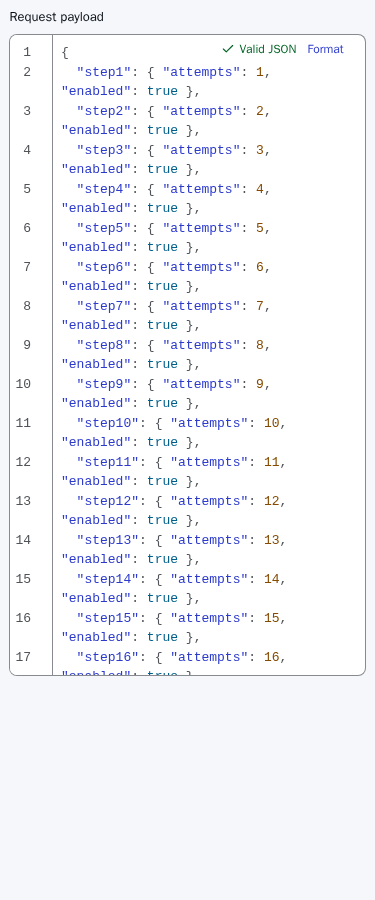 Request payload
Valid JSON Format
1 {
2 "step1": { "attempts": 1,
"enabled": true },
3 "step2": { "attempts": 2,
"enabled": true },
4 "step3": { "attempts": 3,
"enabled": true },
5 "step4": { "attempts": 4,
"enabled": true },
6 "step5": { "attempts": 5,
"enabled": true },
7 "step6": { "attempts": 6,
"enabled": true },
8 "step7": { "attempts": 7,
"enabled": true },
9 "step8": { "attempts": 8,
"enabled": true },
10 "step9": { "attempts": 9,
"enabled": true },
11 "step10": { "attempts": 10,
"enabled": true },
12 "step11": { "attempts": 11,
"enabled": true },
13 "step12": { "attempts": 12,
"enabled": true },
14 "step13": { "attempts": 13,
"enabled": true },
15 "step14": { "attempts": 14,
"enabled": true },
16 "step15": { "attempts": 15,
"enabled": true },
17 "step16": { "attempts": 16,